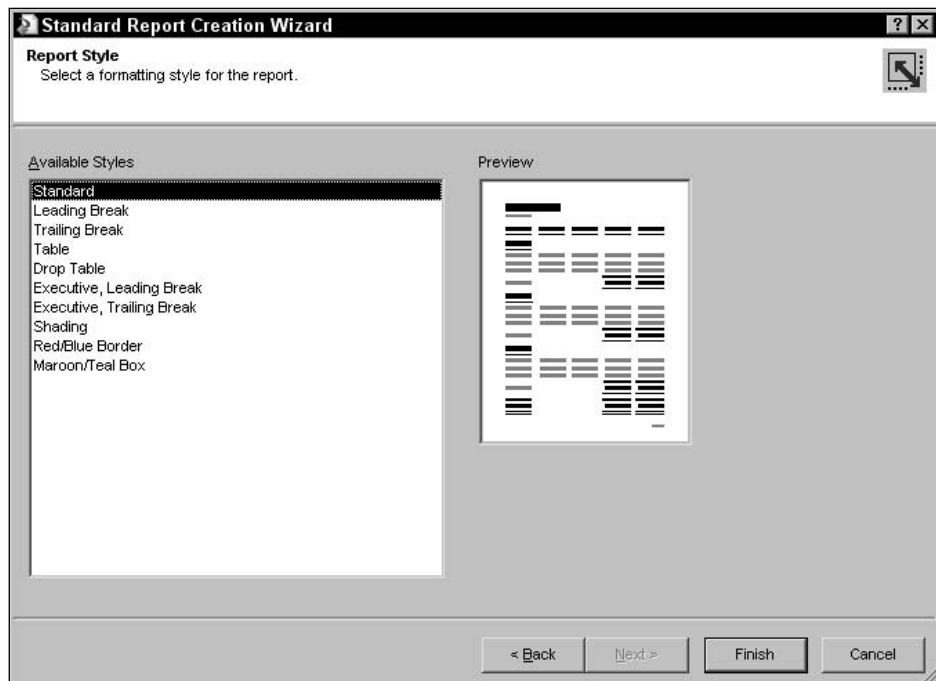 Standard Report Creation Wizard
Report Style
Select a formatting style for the report.
Available Styles
Preview
Standard
Leading Break
Trailing Break
Table
Drop Table
Executive, Leading Break
Executive, Trailing Break
Shading
Red/Blue Border
Maroon/Teal Box
< Back
Next >
Finish
Cancel